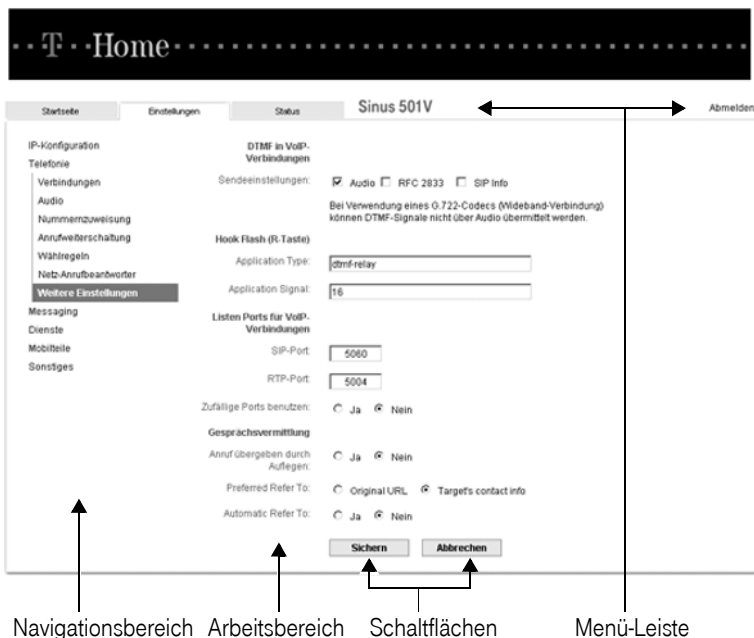 T Home
Startseite Einstellungen Status Sinus 501V Abmelden
IP-Konfiguration
Telefonie
Verbindungen
Audio
Nummernzuweisung
Anrufweiterschaltung
Wählregeln
Netz-Anrufbeantworter
Weitere Einstellungen
Messaging
Dienste
Mobilteile
Sonstiges
DTMF in VoIP-
Verbindungen
Sendeeinstellungen: Audio RFC 2833 SIP Info
Bei Verwendung eines G.722-Codecs (Wideband-Verbindung)
können DTMF-Signale nicht über Audio übermittelt werden.
Hook Flash (R-Taste)
Application Type: dtmf-relay
Application Signal: 16
Listen Ports für VoIP-
Verbindungen
SIP-Port: 5060
RTP-Port: 5004
Zufällige Ports benutzen: Ja Nein
Gesprächsvermittlung
Anruf übergeben durch
Auflegen: Ja Nein
Preferred Refer To: Original URL Target's contact info
Automatic Refer To: Ja Nein
Sichern Abbrechen
Navigationsbereich Arbeitsbereich Schaltflächen Menü-Leiste